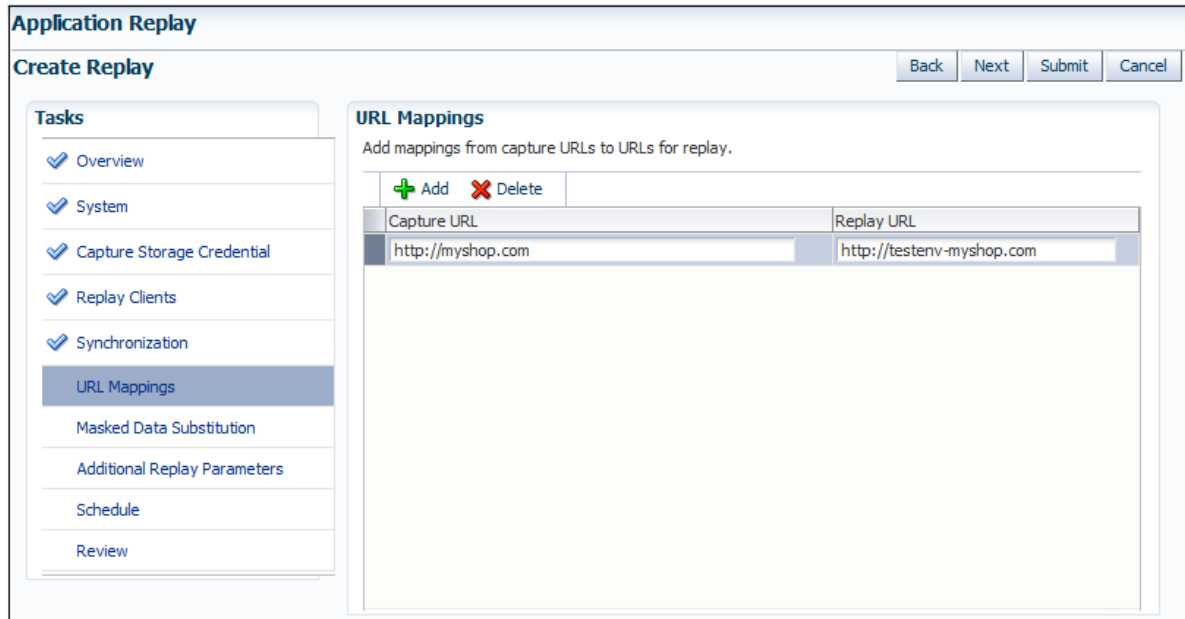 Application Replay
Create Replay
Back Next Submit Cancel
Tasks
Overview
System
Capture Storage Credential
Replay Clients
Synchronization
URL Mappings
Masked Data Substitution
Additional Replay Parameters
Schedule
Review
URL Mappings
Add mappings from capture URLs to URLs for replay.
Add Delete
Capture URL Replay URL
http://myshop.com http://testenv-myshop.com